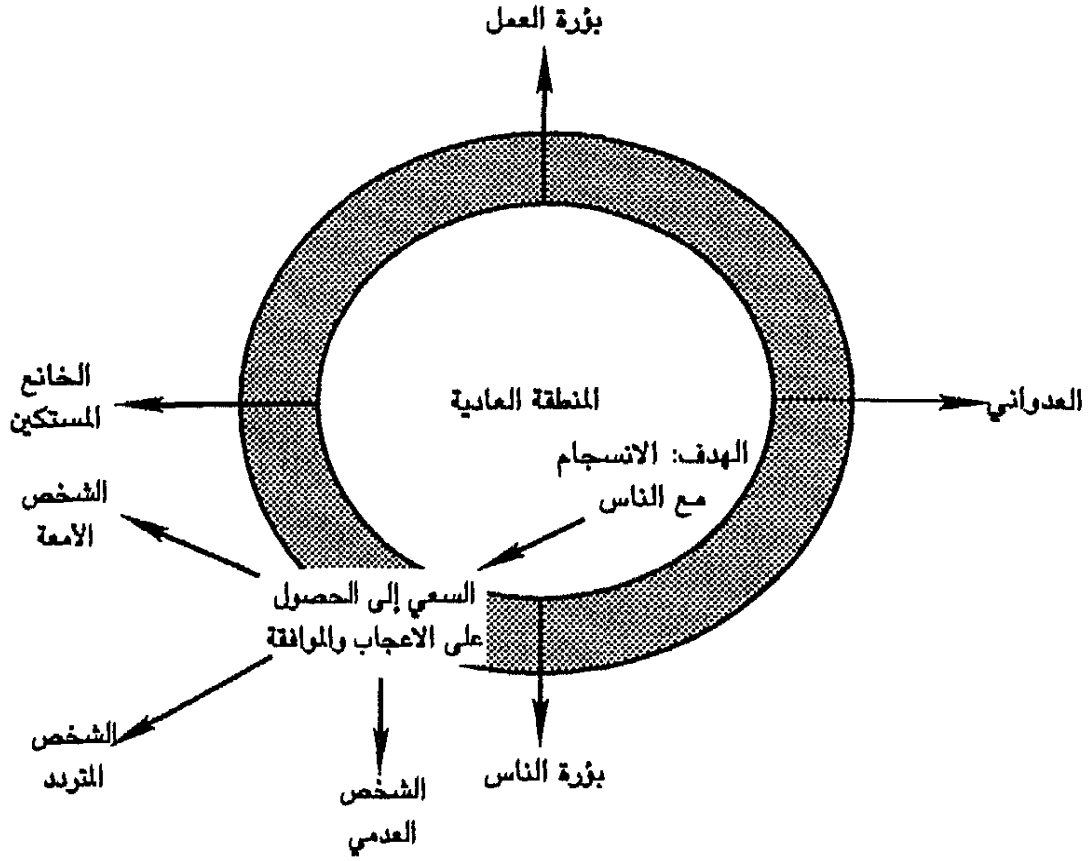 بؤرة العمل
الخانع
المستكين
المنطقة العادية
العدواني
الهدف: الانسجام
مع الناس
الشخص
الأمعة
السعي إلى الحصول
على الاعجاب والموافقة
الشخص
المتردد
الشخص
العدمي
بؤرة الناس